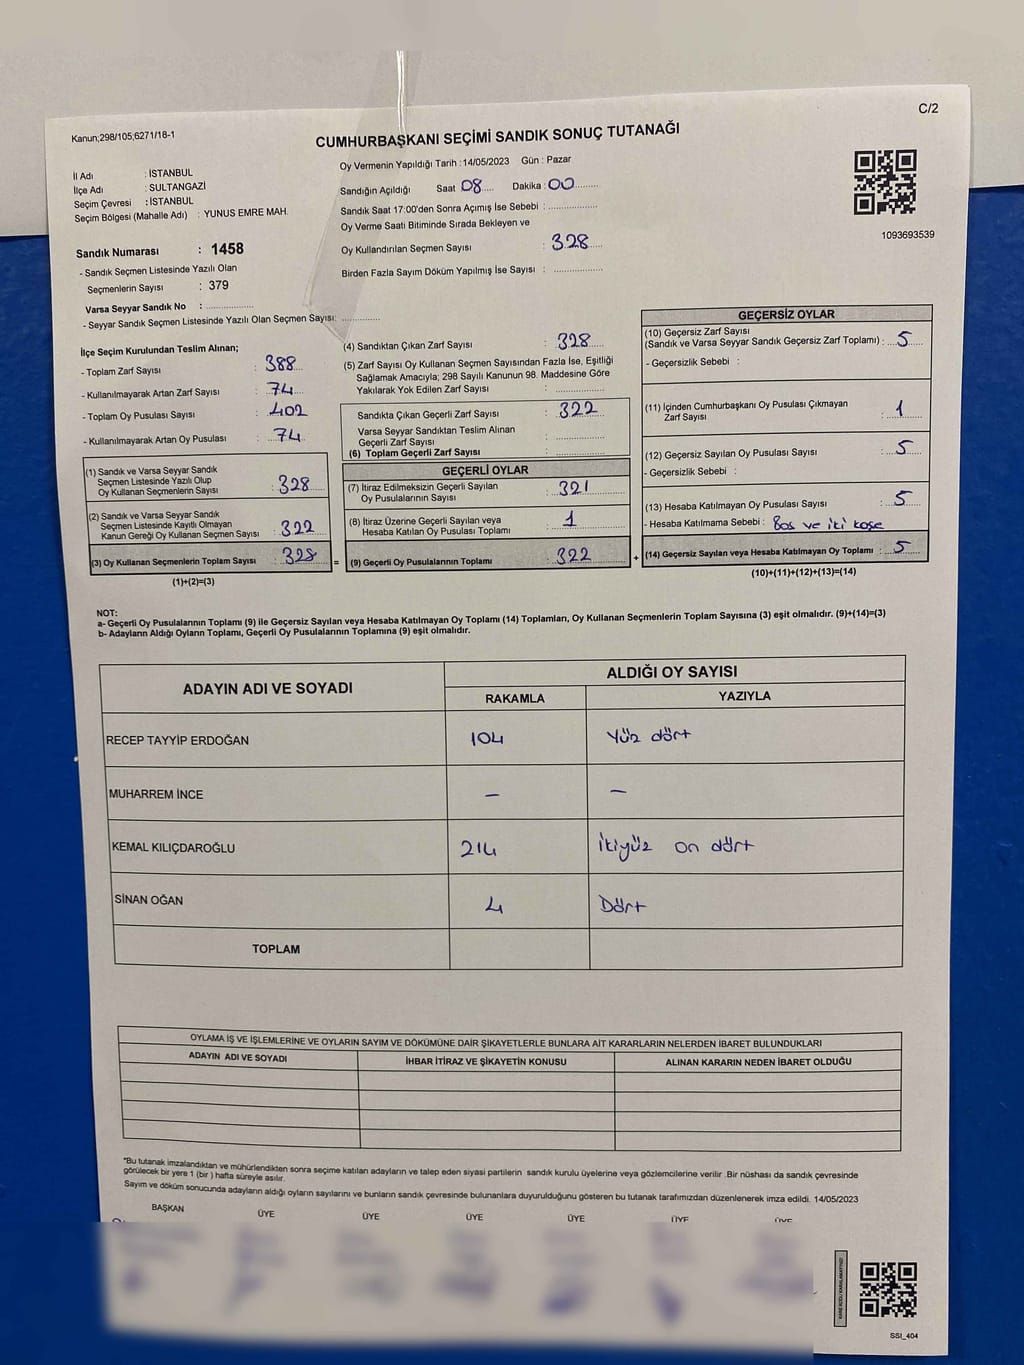 C/2
Kanun;298/105;6271/18-1
CUMHURBAŞKANI SEÇİMİ SANDIK SONUÇ TUTANAĞI
Oy Vermenin Yapıldığı Tarih : 14/05/2023 Gün : Pazar
İl Adı : İSTANBUL
İlçe Adı : SULTANGAZİ
Seçim Çevresi : İSTANBUL
Seçim Bölgesi (Mahalle Adı) : YUNUS EMRE MAH.
Sandığın Açıldığı Saat 08 Dakika : 00
Sandık Saat 17:00'den Sonra Açımış İse Sebebi :
Oy Verme Saati Bitiminde Sırada Bekleyen ve
Oy Kullandırılan Seçmen Sayısı : 328
Birden Fazla Sayım Döküm Yapılmış İse Sayısı :
1093693539
Sandık Numarası : 1458
- Sandık Seçmen Listesinde Yazılı Olan
Seçmenlerin Sayısı : 379
Varsa Seyyar Sandık No :
- Seyyar Sandık Seçmen Listesinde Yazılı Olan Seçmen Sayısı:
İlçe Seçim Kurulundan Teslim Alınan;
- Toplam Zarf Sayısı : 388
- Kullanılmayarak Artan Zarf Sayısı : 74
- Toplam Oy Pusulası Sayısı : 402
- Kullanılmayarak Artan Oy Pusulası : 74
(1) Sandık ve Varsa Seyyar Sandık
Seçmen Listesinde Yazılı Olup
Oy Kullanan Seçmenlerin Sayısı : 328
(2) Sandık ve Varsa Seyyar Sandık
Seçmen Listesinde Kayıtlı Olmayan
Kanun Gereği Oy Kullanan Seçmen Sayısı : 322
(3) Oy Kullanan Seçmenlerin Toplam Sayısı : 328 =
(1)+(2)=(3)
(4) Sandıktan Çıkan Zarf Sayısı : 328
(5) Zarf Sayısı Oy Kullanan Seçmen Sayısından Fazla İse, Eşitliği
Sağlamak Amacıyla; 298 Sayılı Kanunun 98. Maddesine Göre
Yakılarak Yok Edilen Zarf Sayısı :
Sandıkta Çıkan Geçerli Zarf Sayısı : 322
Varsa Seyyar Sandıktan Teslim Alınan
Geçerli Zarf Sayısı :
(6) Toplam Geçerli Zarf Sayısı :
GEÇERLİ OYLAR
(7) İtiraz Edilmeksizin Geçerli Sayılan
Oy Pusulalarının Sayısı : 321
(8) İtiraz Üzerine Geçerli Sayılan veya
Hesaba Katılan Oy Pusulası Toplamı : 1
(9) Geçerli Oy Pusulalarının Toplamı : 322 +
GEÇERSİZ OYLAR
(10) Geçersiz Zarf Sayısı
(Sandık ve Varsa Seyyar Sandık Geçersiz Zarf Toplamı) : 5
- Geçersizlik Sebebi :
(11) İçinden Cumhurbaşkanı Oy Pusulası Çıkmayan
Zarf Sayısı : 1
(12) Geçersiz Sayılan Oy Pusulası Sayısı : 5
- Geçersizlik Sebebi :
(13) Hesaba Katılmayan Oy Pusulası Sayısı : 5
- Hesaba Katılmama Sebebi : Bos ve iki kose
(14) Geçersiz Sayılan veya Hesaba Katılmayan Oy Toplamı : 5
(10)+(11)+(12)+(13)=(14)
NOT:
a- Geçerli Oy Pusulalarının Toplamı (9) ile Geçersiz Sayılan veya Hesaba Katılmayan Oy Toplamı (14) Toplamları, Oy Kullanan Seçmenlerin Toplam Sayısına (3) eşit olmalıdır. (9)+(14)=(3)
b- Adayların Aldığı Oyların Toplamı, Geçerli Oy Pusulalarının Toplamına (9) eşit olmalıdır.
ADAYIN ADI VE SOYADI
ALDIĞI OY SAYISI
RAKAMLA YAZIYLA
RECEP TAYYİP ERDOĞAN 104 Yüz dört
MUHARREM İNCE – –
KEMAL KILIÇDAROĞLU 214 İkiyüz on dört
SİNAN OĞAN 4 Dört
TOPLAM
OYLAMA İŞ VE İŞLEMLERİNE VE OYLARIN SAYIM VE DÖKÜMÜNE DAİR ŞİKAYETLERLE BUNLARA AİT KARARLARIN NELERDEN İBARET BULUNDUKLARI
ADAYIN ADI VE SOYADI İHBAR İTİRAZ VE ŞİKAYETİN KONUSU ALINAN KARARIN NEDEN İBARET OLDUĞU
"Bu tutanak imzalandıktan ve mühürlendikten sonra seçime katılan adayların ve talep eden siyasi partilerin sandık kurulu üyelerine veya gözlemcilerine verilir .Bir nüshası da sandık çevresinde
görülecek bir yere 1 (bir ) hafta süreyle asılır.
Sayım ve döküm sonucunda adayların aldığı oyların sayılarını ve bunların sandık çevresinde bulunanlara duyurulduğunu gösteren bu tutanak tarafımızdan düzenlenerek imza edildi. 14/05/2023
BAŞKAN ÜYE ÜYE ÜYE ÜYE ÜYE ÜYE
SSI_404